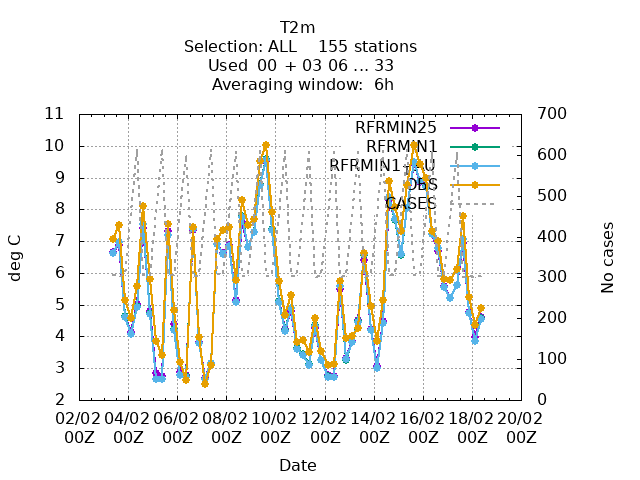 T2m
Selection: ALL    155 stations
Used  00 + 03 06 ... 33
Averaging window:  6h
11
10
9
8
7
6
5
4
3
2
deg C
700
600
500
400
300
200
100
0
No cases
RFRMIN25
RFRMIN1
RFRMIN1+AU
OBS
CASES
02/02 04/02 06/02 08/02 10/02 12/02 14/02 16/02 18/02 20/02
00Z 00Z 00Z 00Z 00Z 00Z 00Z 00Z 00Z 00Z
Date